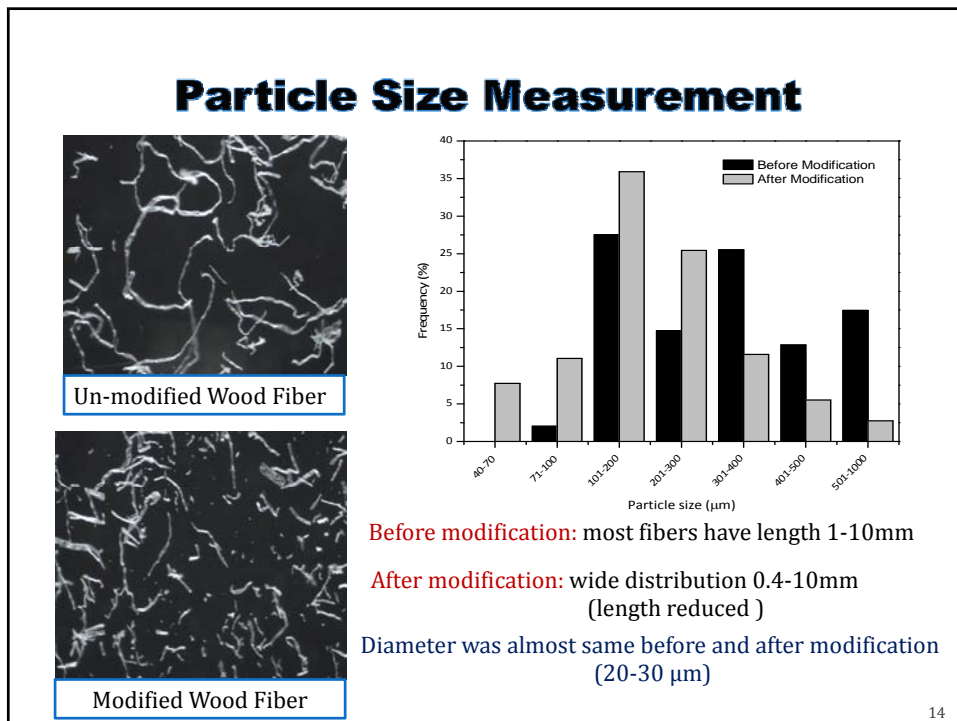 Particle Size Measurement
Un-modified Wood Fiber
Modified Wood Fiber
40
35
30
25
20
15
10
5
0
Frequency (%)
Before Modification
After Modification
40-70
71-100
101-200
201-300
301-400
401-500
501-1000
Particle size (μm)
Before modification: most fibers have length 1-10mm
After modification: wide distribution 0.4-10mm
(length reduced )
Diameter was almost same before and after modification
(20-30 μm)
14